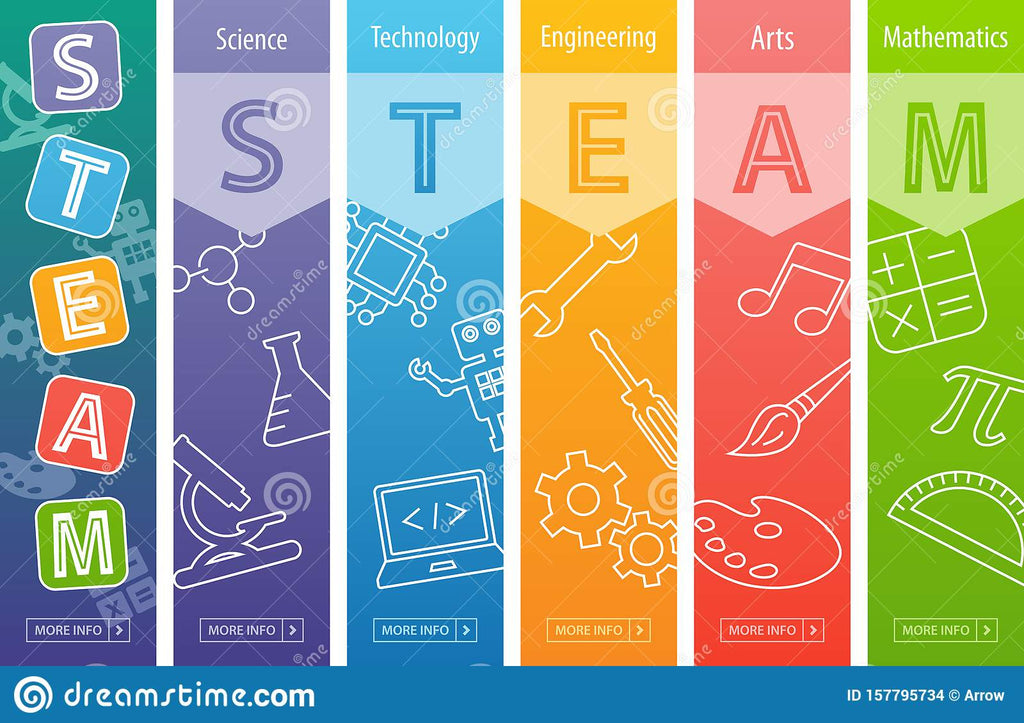 S
T
E
A
M
MORE INFO
Science
S
MORE INFO
Technology
T
</>
MORE INFO
Engineering
E
MORE INFO
Arts
A
MORE INFO
Mathematics
M
+ −
× =
π
MORE INFO
dreamstime
dreamstime.com
ID 157795734 © Arrow